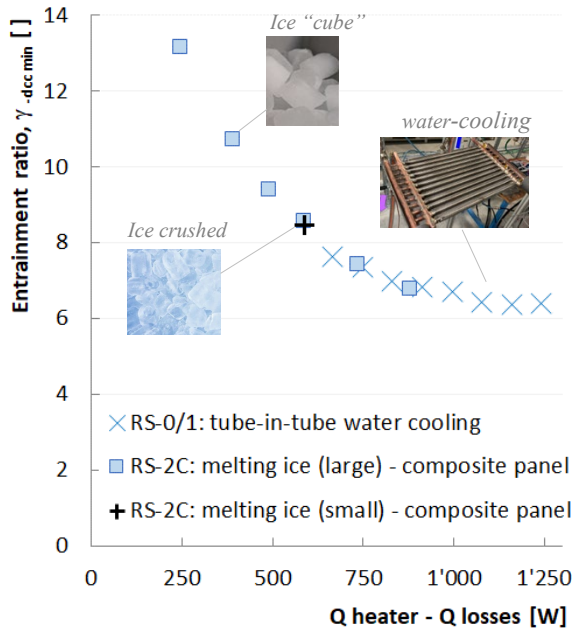 Entrainment ratio, γ -dcc min [ ]
14
12
10
8
6
4
2
0
Ice “cube”
water-cooling
Ice crushed
RS-0/1: tube-in-tube water cooling
RS-2C: melting ice (large) - composite panel
RS-2C: melting ice (small) - composite panel
0 250 500 750 1'000 1'250
Q heater - Q losses [W]